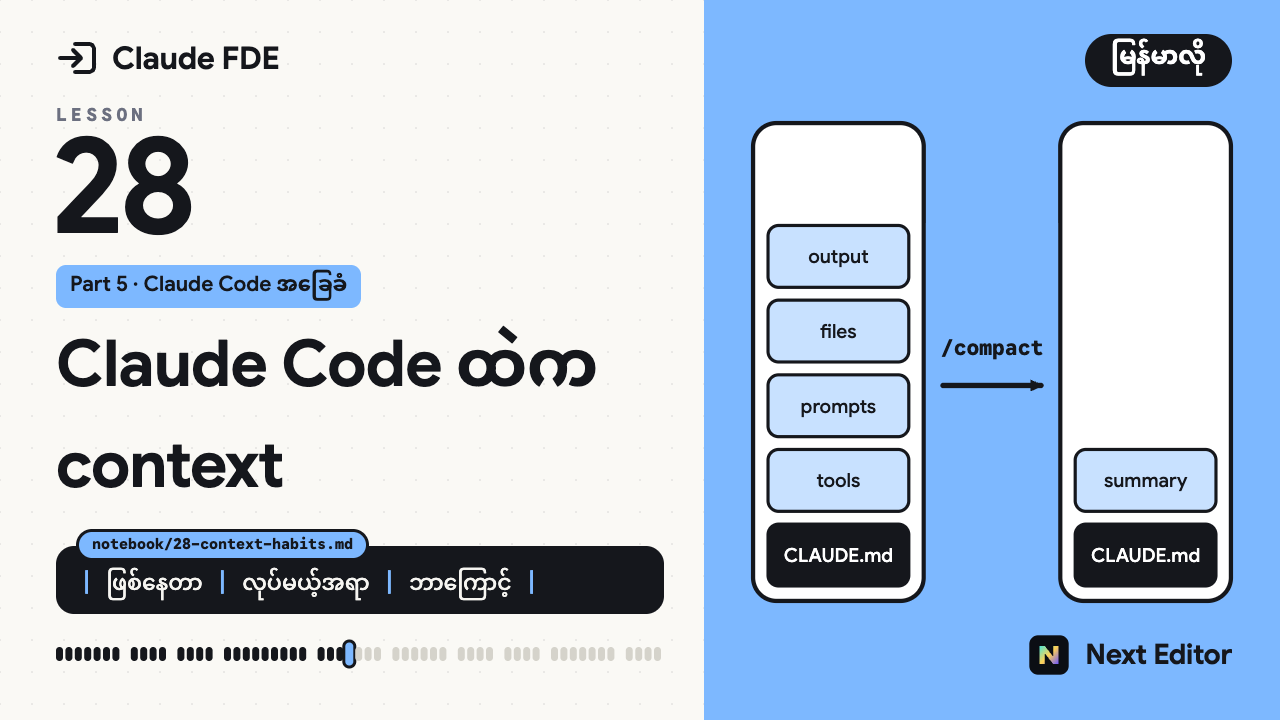 Claude FDE
LESSON
28
Part 5 · Claude Code အခြေခံ
Claude Code ထဲက
context
notebook/28-context-habits.md
| ဖြစ်နေတာ | လုပ်မယ့်အရာ | ဘာကြောင့် |
မြန်မာလို
output
files
prompts
tools
CLAUDE.md
/compact
summary
CLAUDE.md
N Next Editor